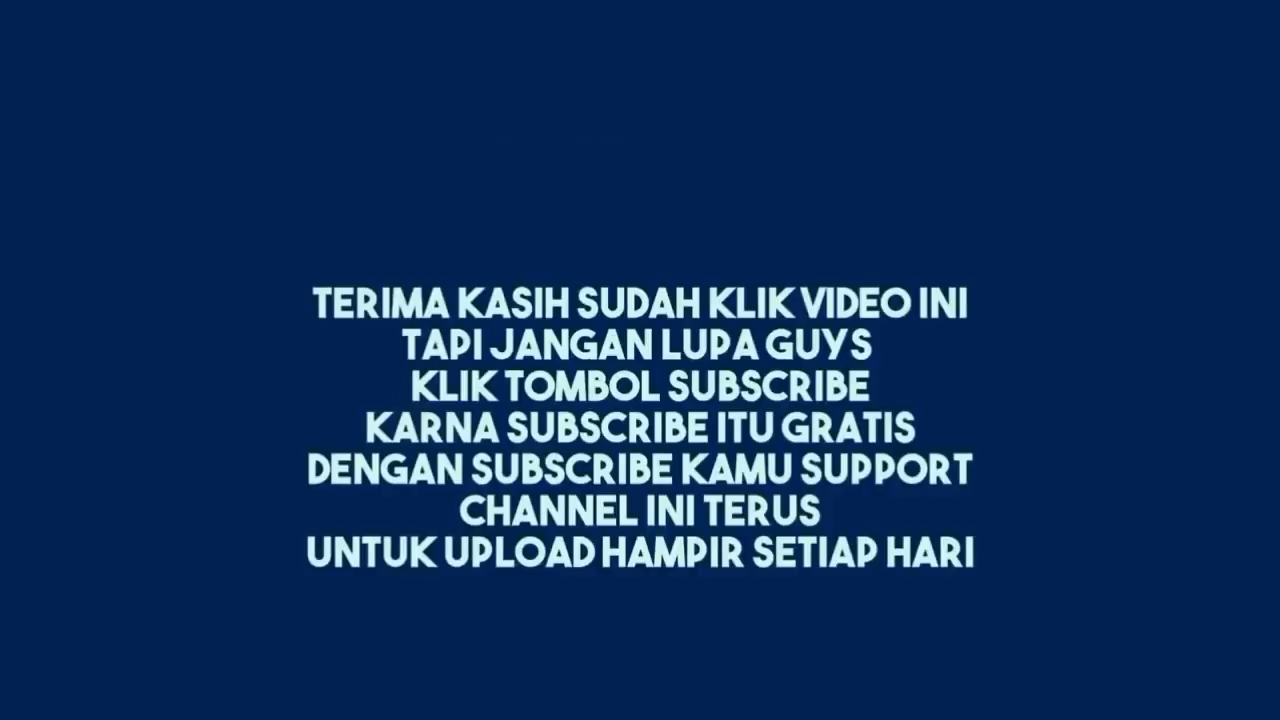 TERIMA KASIH SUDAH KLIK VIDEO INI
TAPI JANGAN LUPA GUYS
KLIK TOMBOL SUBSCRIBE
KARNA SUBSCRIBE ITU GRATIS
DENGAN SUBSCRIBE KAMU SUPPORT
CHANNEL INI TERUS
UNTUK UPLOAD HAMPIR SETIAP HARI